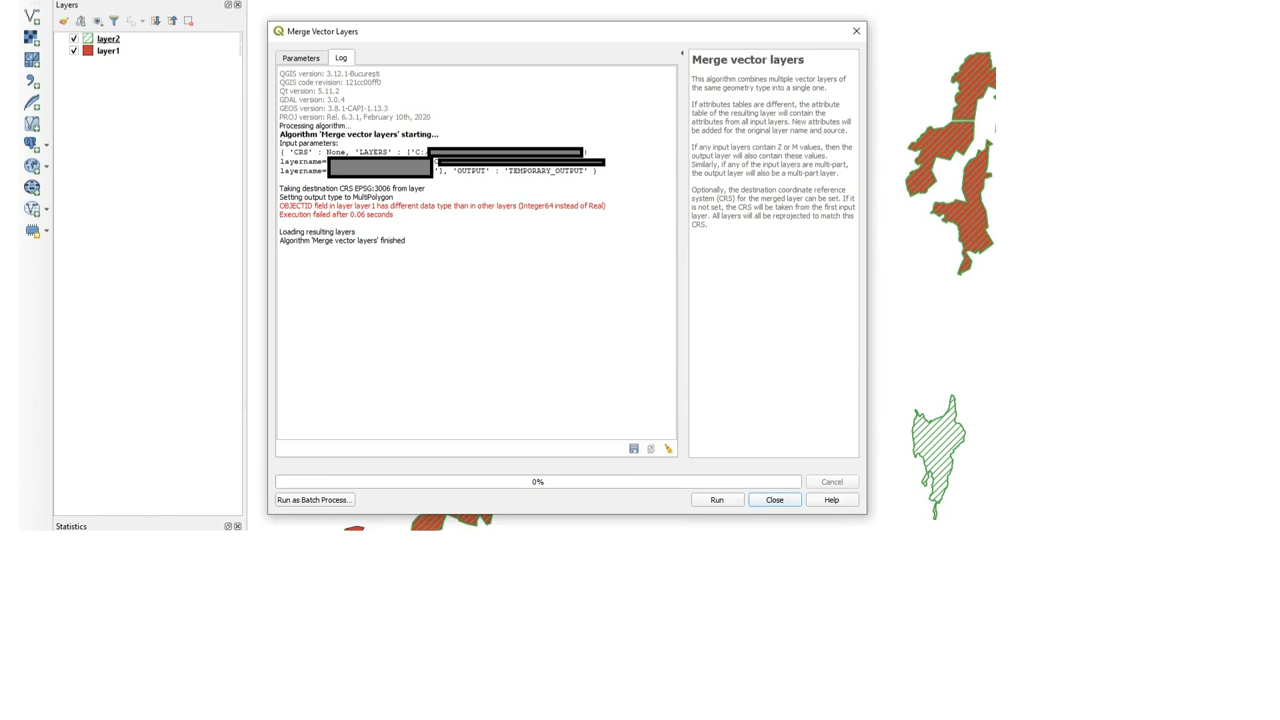 Layers
layer2
layer1
Statistics
Merge Vector Layers
Parameters
Log
QGIS version: 3.12.1-București
QGIS code revision: 121cc00ff0
Qt version: 5.11.2
GDAL version: 3.0.4
GEOS version: 3.8.1-CAPI-1.13.3
PROJ version: Rel. 6.3.1, February 10th, 2020
Processing algorithm…
Algorithm 'Merge vector layers' starting…
Input parameters:
{ 'CRS' : None, 'LAYERS' : ['C:
layername=
layername= '], 'OUTPUT' : 'TEMPORARY_OUTPUT' }
Taking destination CRS EPSG:3006 from layer
Setting output type to MultiPolygon
OBJECTID field in layer layer1 has different data type than in other layers (Integer64 instead of Real)
Execution failed after 0.06 seconds
Loading resulting layers
Algorithm 'Merge vector layers' finished
0%
Cancel
Run as Batch Process…
Run
Close
Help
Merge vector layers
This algorithm combines multiple vector layers of
the same geometry type into a single one.
If attributes tables are different, the attribute
table of the resulting layer will contain the
attributes from all input layers. New attributes will
be added for the original layer name and source.
If any input layers contain Z or M values, then the
output layer will also contain these values.
Similarly, if any of the input layers are multi-part,
the output layer will also be a multi-part layer.
Optionally, the destination coordinate reference
system (CRS) for the merged layer can be set. If it
is not set, the CRS will be taken from the first input
layer. All layers will all be reprojected to match this
CRS.